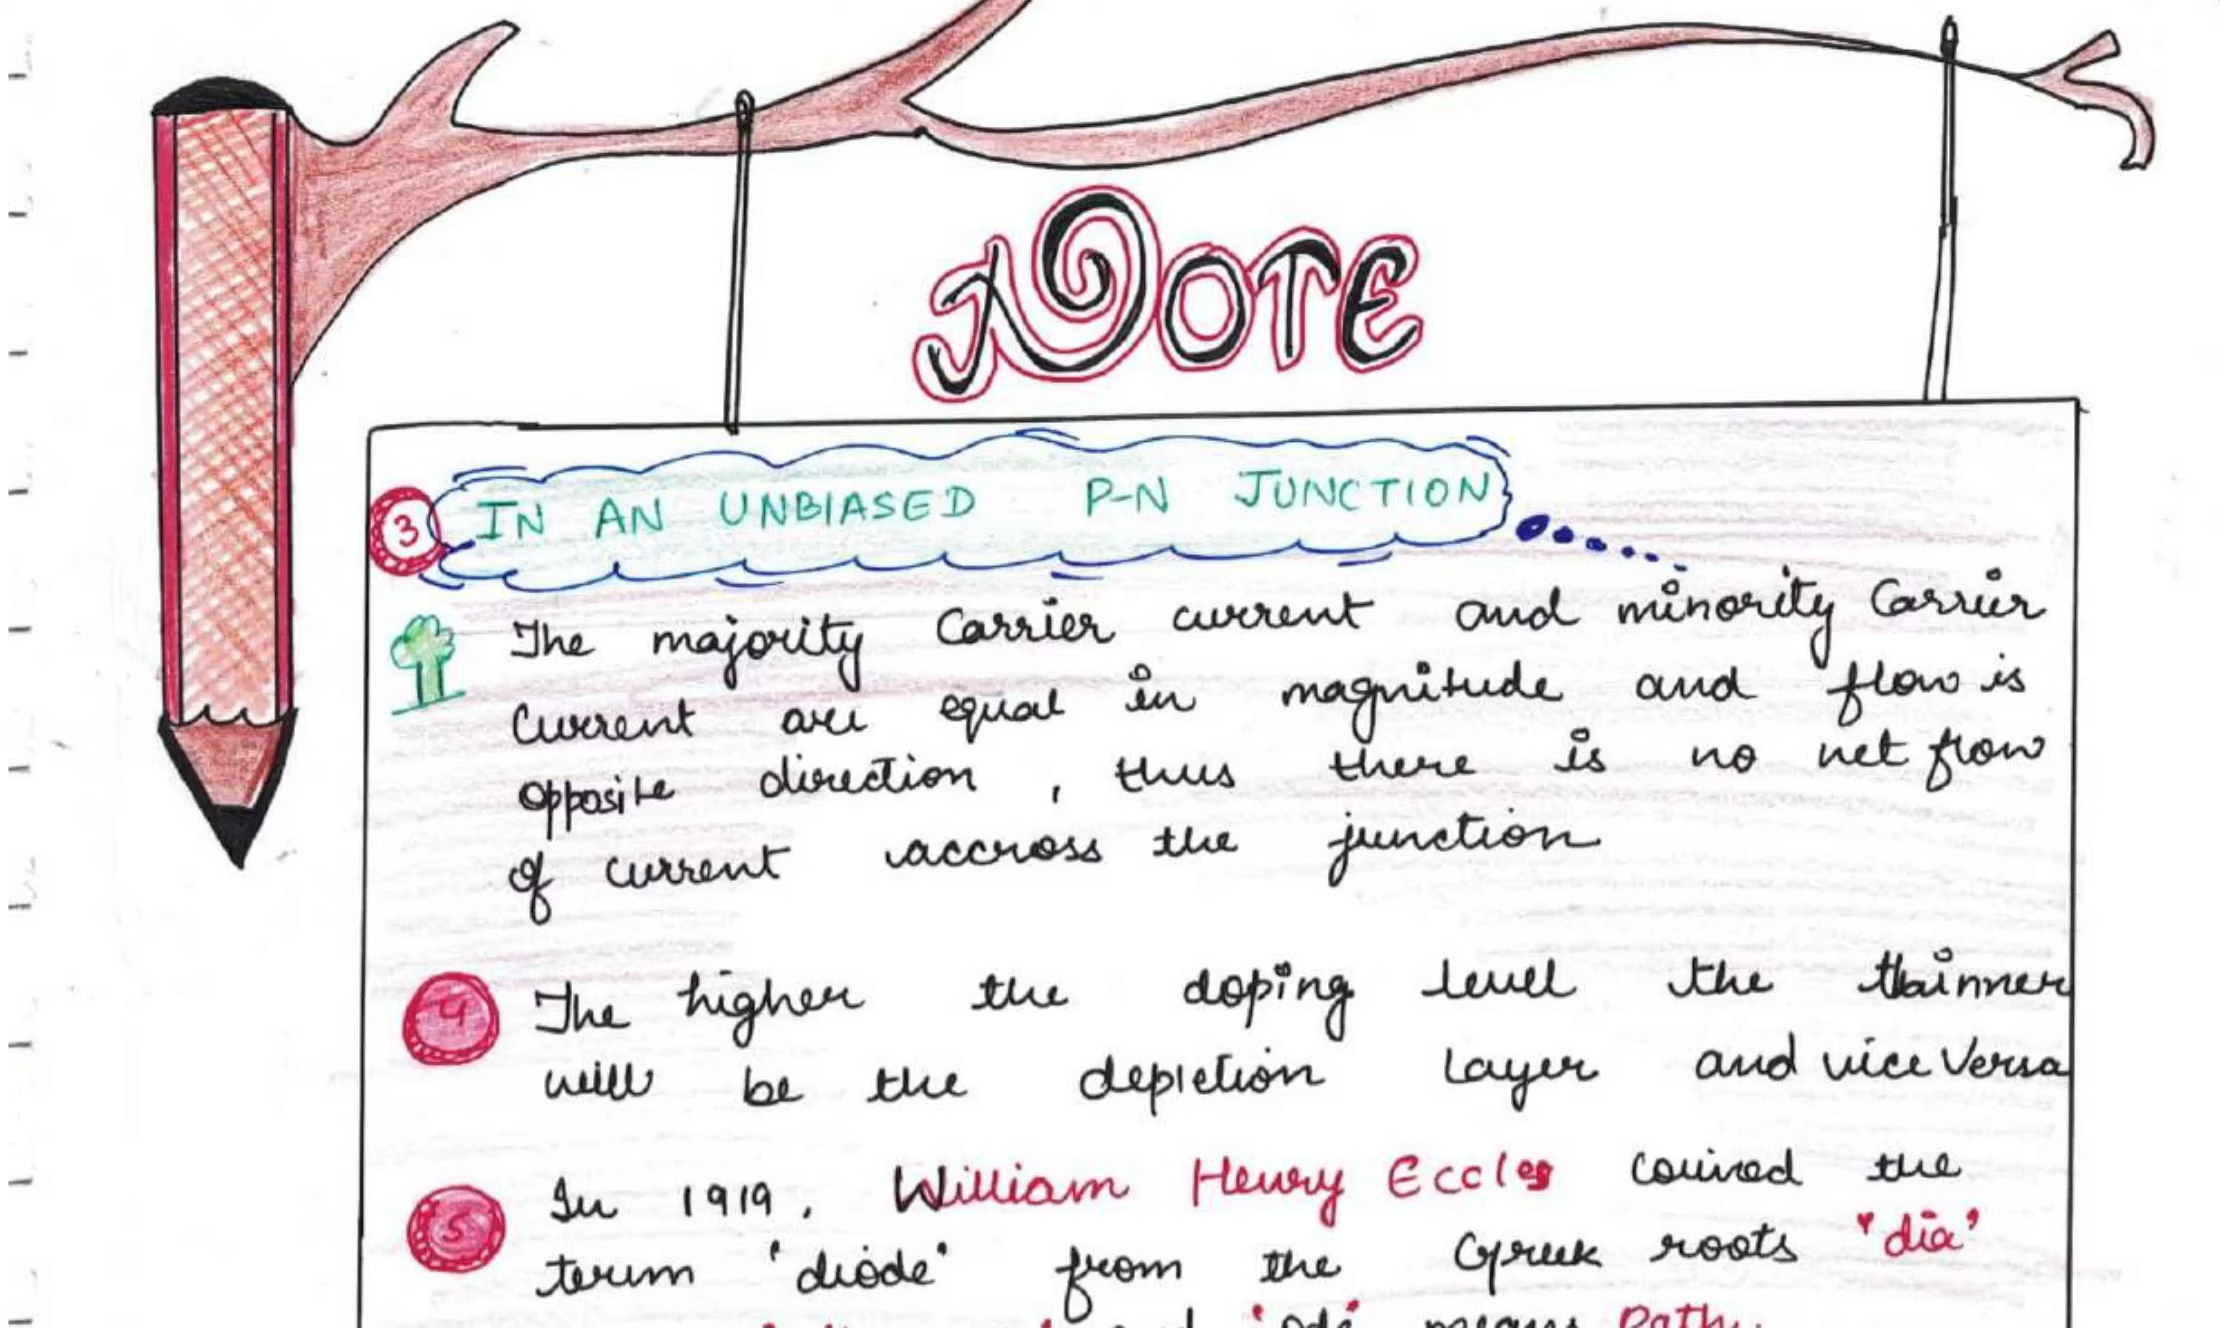 NOTE
3 IN AN UNBIASED P-N JUNCTION
The majority Carrier current and minority Carrier
Current are equal in magnitude and flow is
opposite direction , thus there is no net flow
of current accross the junction
4 The higher the doping level the thinner
will be the depletion Layer and vice Versa
5 In 1919, William Henry Eccles coined the
term 'diode' from the Greek roots 'dia'
'ode' means Path.